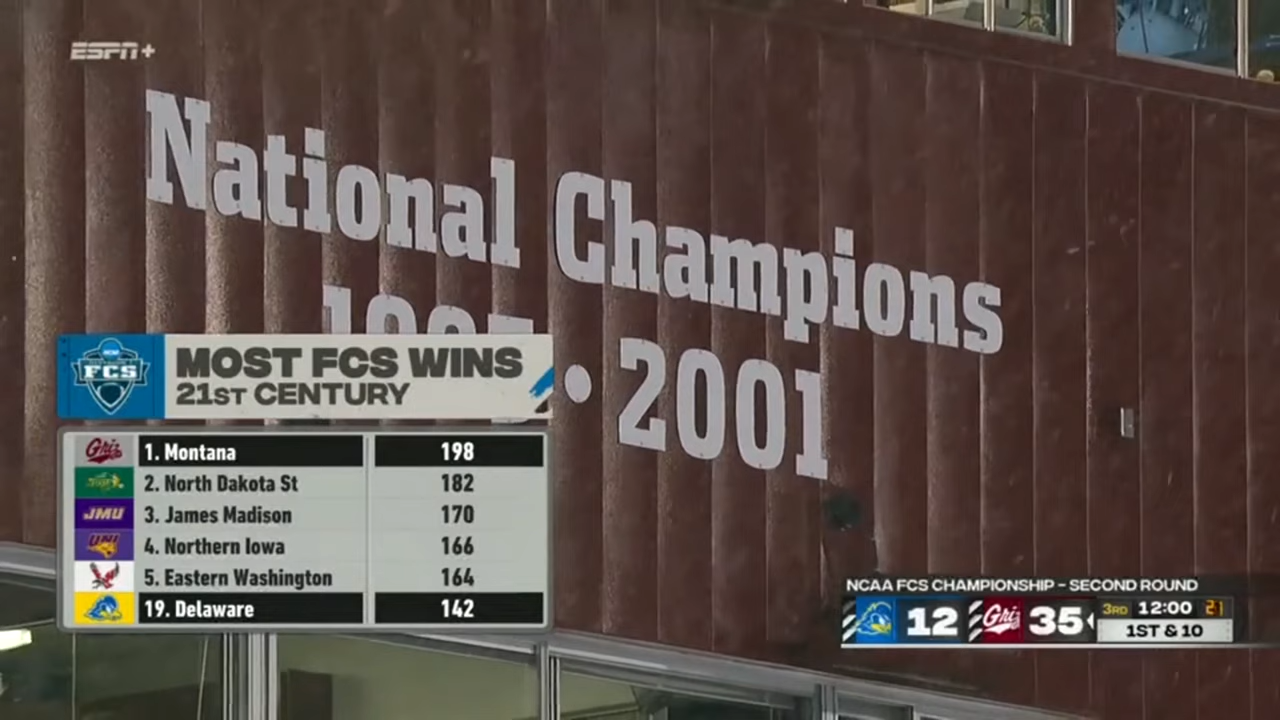 ESPN+
National Champions
• 2001
FCS
MOST FCS WINS
21ST CENTURY
Griz 1. Montana 198
2. North Dakota St 182
JMU 3. James Madison 170
UNI 4. Northern Iowa 166
5. Eastern Washington 164
19. Delaware 142
NCAA FCS CHAMPIONSHIP – SECOND ROUND
12 Griz 35 3RD 12:00 21
1ST & 10